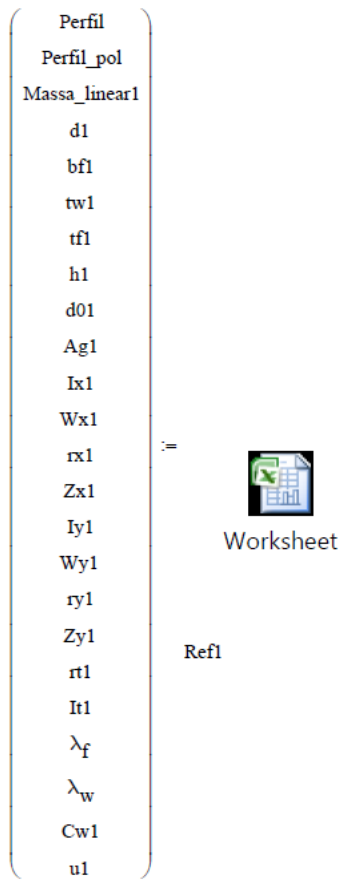 Perfil
Perfil_pol
Massa_linear1
d1
bf1
tw1
tf1
h1
d01
Ag1
Ix1
Wx1
rx1
Zx1
Iy1
Wy1
ry1
Zy1
rt1
It1
λf
λw
Cw1
u1
:=
Worksheet
Ref1